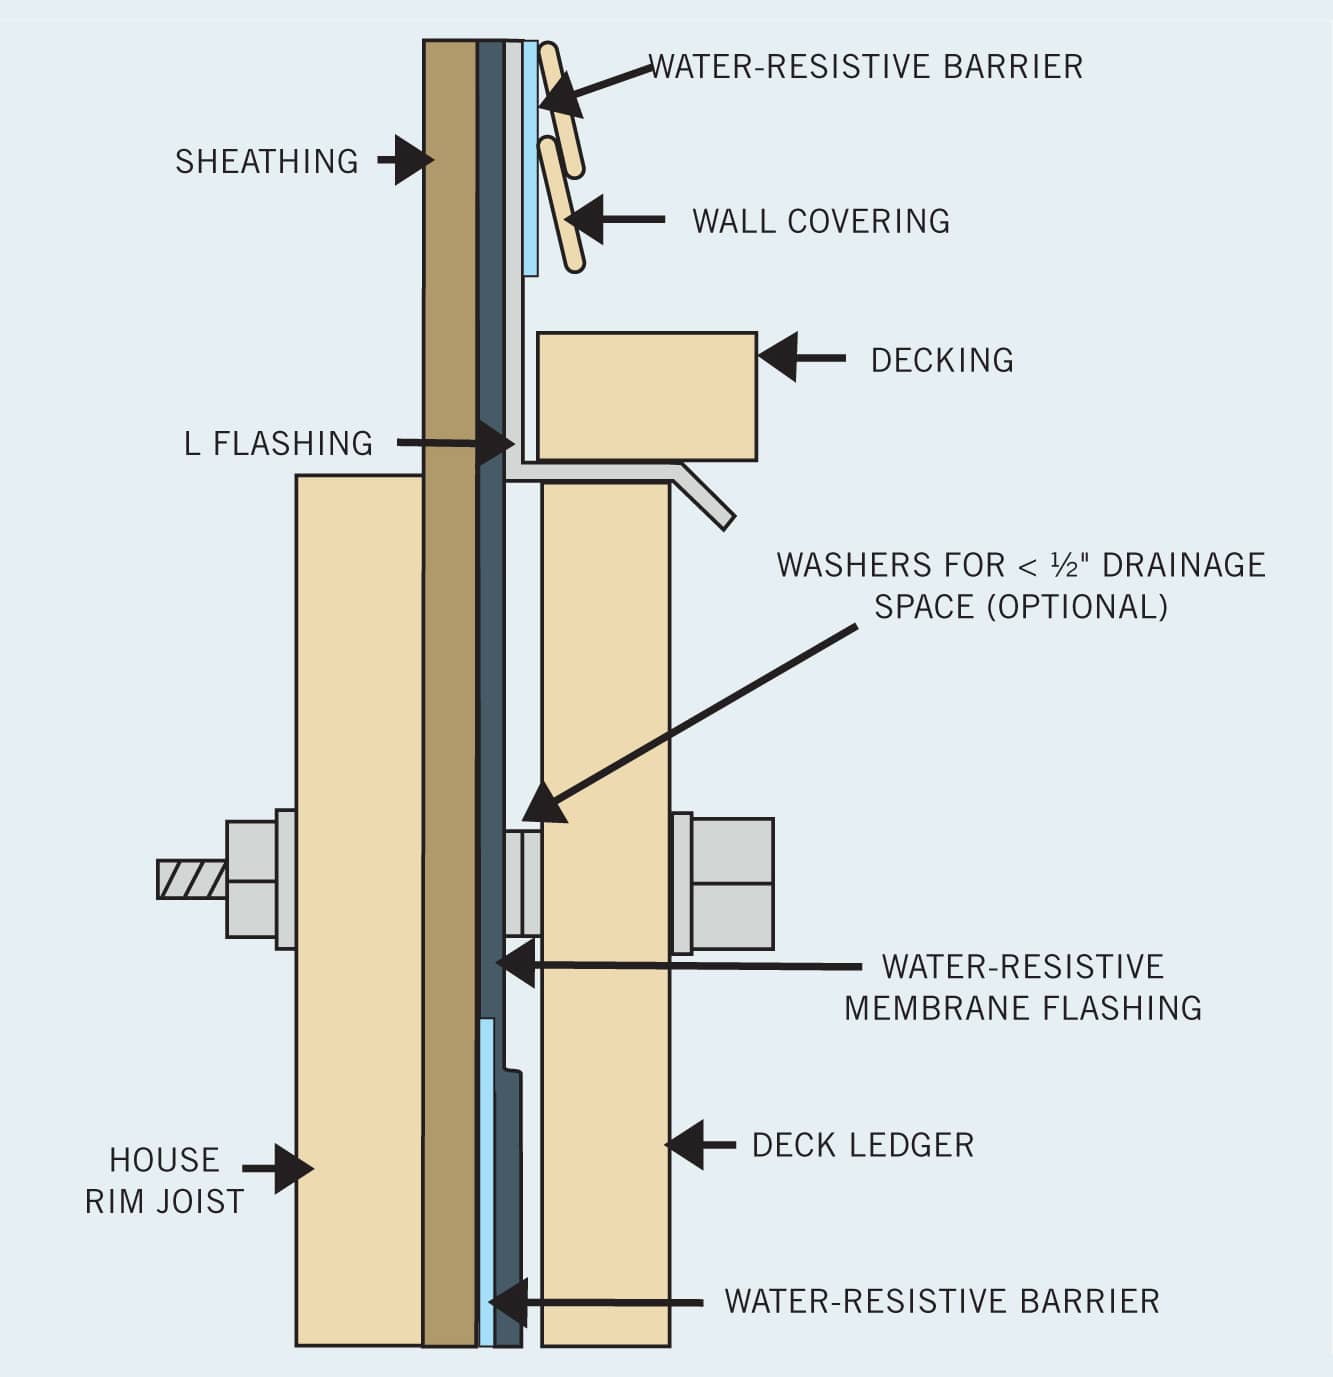 WATER-RESISTIVE BARRIER
SHEATHING
WALL COVERING
DECKING
L FLASHING
WASHERS FOR < ½" DRAINAGE
SPACE (OPTIONAL)
WATER-RESISTIVE
MEMBRANE FLASHING
DECK LEDGER
HOUSE
RIM JOIST
WATER-RESISTIVE BARRIER